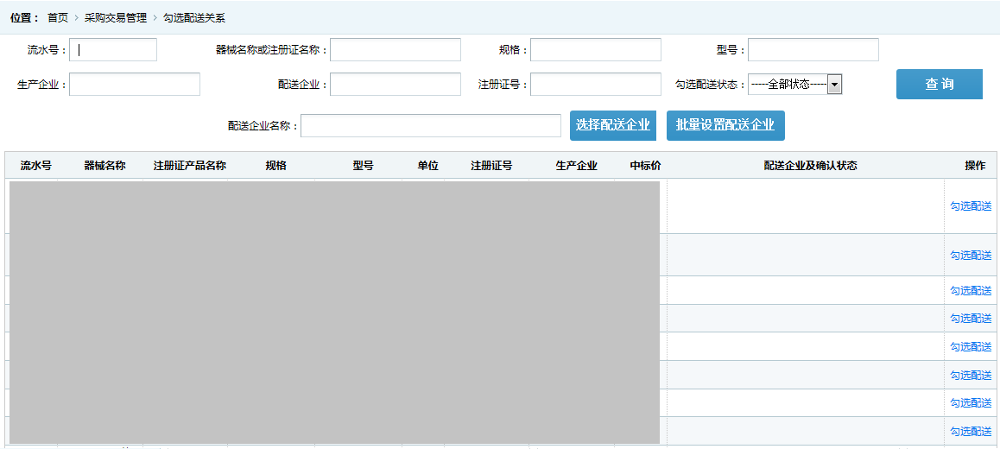 位置： 首页 > 采购交易管理 > 勾选配送关系
流水号： 器械名称或注册证名称： 规格： 型号：
生产企业： 配送企业： 注册证号： 勾选配送状态： -----全部状态----- 查询
配送企业名称： 选择配送企业 批量设置配送企业
流水号 器械名称 注册证产品名称 规格 型号 单位 注册证号 生产企业 中标价 配送企业及确认状态 操作
勾选配送
勾选配送
勾选配送
勾选配送
勾选配送
勾选配送
勾选配送
勾选配送